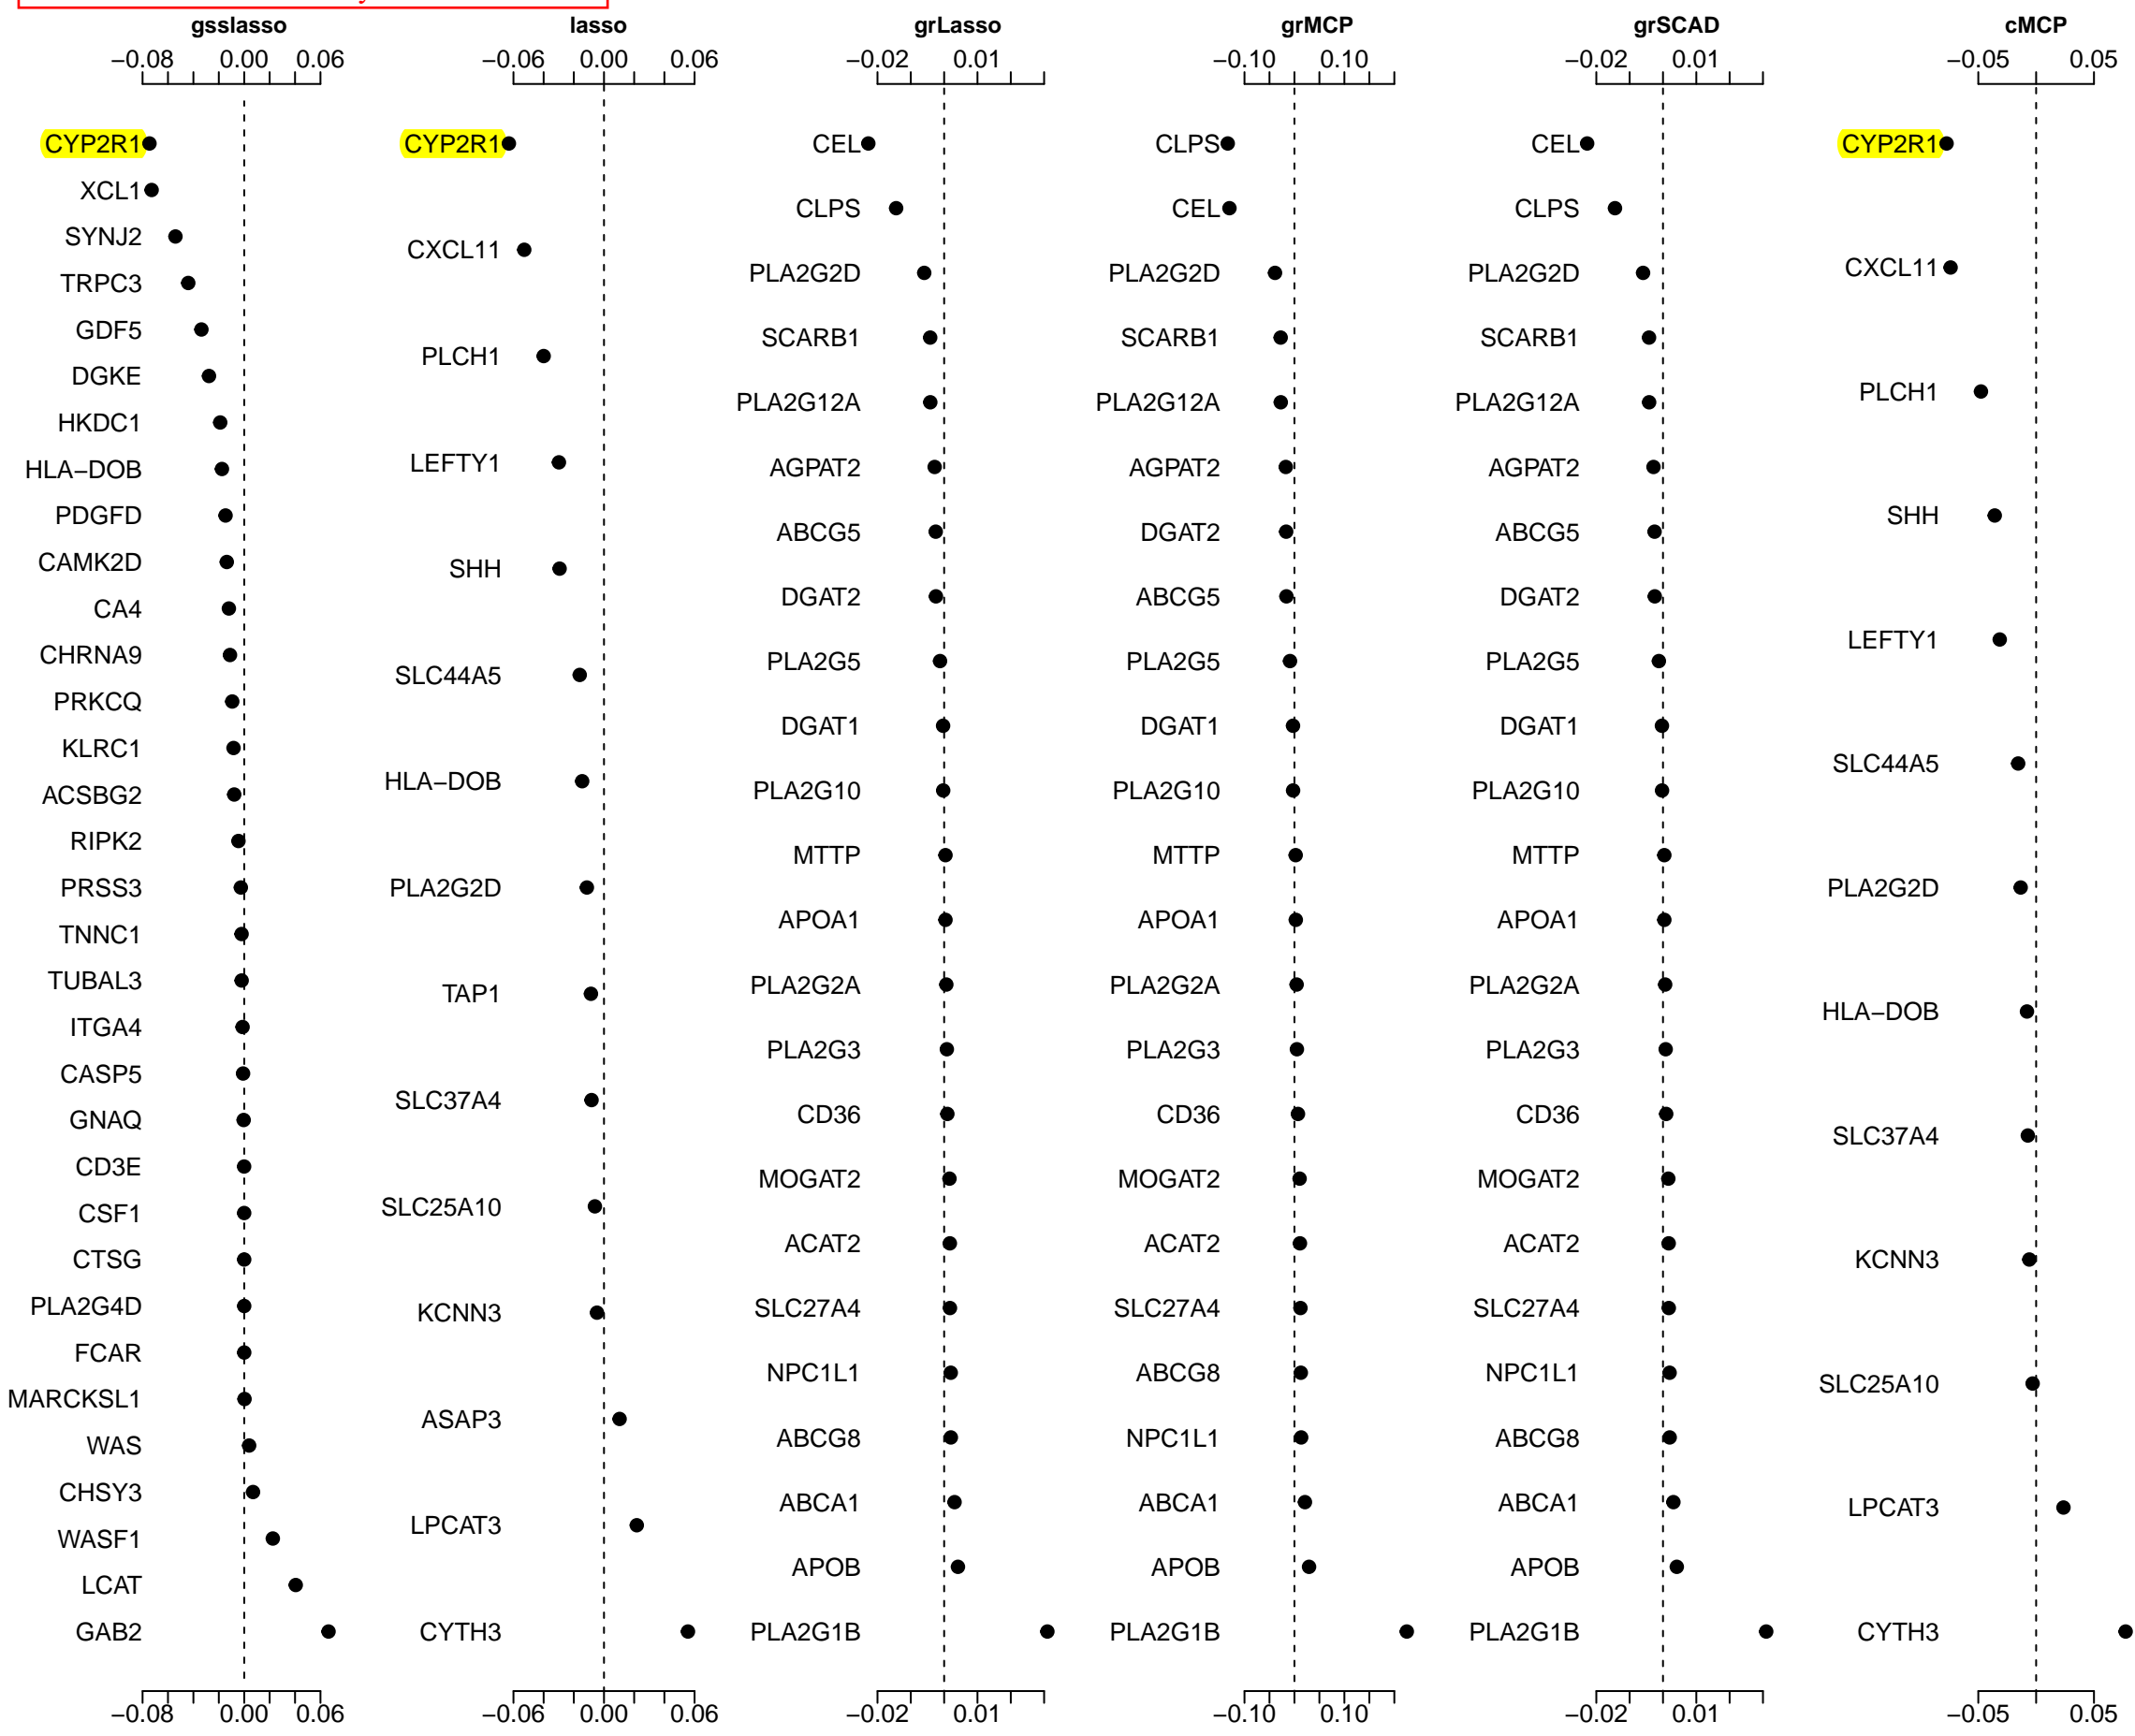 gsslasso
−0.08 0.00 0.06
CYP2R1
XCL1
SYNJ2
TRPC3
GDF5
DGKE
HKDC1
HLA−DOB
PDGFD
CAMK2D
CA4
CHRNA9
PRKCQ
KLRC1
ACSBG2
RIPK2
PRSS3
TNNC1
TUBAL3
ITGA4
CASP5
GNAQ
CD3E
CSF1
CTSG
PLA2G4D
FCAR
MARCKSL1
WAS
CHSY3
WASF1
LCAT
GAB2
−0.08 0.00 0.06
lasso
−0.06 0.00 0.06
CYP2R1
CXCL11
PLCH1
LEFTY1
SHH
SLC44A5
HLA−DOB
PLA2G2D
TAP1
SLC37A4
SLC25A10
KCNN3
ASAP3
LPCAT3
CYTH3
−0.06 0.00 0.06
grLasso
−0.02 0.01
CEL
CLPS
PLA2G2D
SCARB1
PLA2G12A
AGPAT2
ABCG5
DGAT2
PLA2G5
DGAT1
PLA2G10
MTTP
APOA1
PLA2G2A
PLA2G3
CD36
MOGAT2
ACAT2
SLC27A4
NPC1L1
ABCG8
ABCA1
APOB
PLA2G1B
−0.02 0.01
grMCP
−0.10 0.10
CLPS
CEL
PLA2G2D
SCARB1
PLA2G12A
AGPAT2
DGAT2
ABCG5
PLA2G5
DGAT1
PLA2G10
MTTP
APOA1
PLA2G2A
PLA2G3
CD36
MOGAT2
ACAT2
SLC27A4
ABCG8
NPC1L1
ABCA1
APOB
PLA2G1B
−0.10 0.10
grSCAD
−0.02 0.01
CEL
CLPS
PLA2G2D
SCARB1
PLA2G12A
AGPAT2
ABCG5
DGAT2
PLA2G5
DGAT1
PLA2G10
MTTP
APOA1
PLA2G2A
PLA2G3
CD36
MOGAT2
ACAT2
SLC27A4
NPC1L1
ABCG8
ABCA1
APOB
PLA2G1B
−0.02 0.01
cMCP
−0.05 0.05
CYP2R1
CXCL11
PLCH1
SHH
LEFTY1
SLC44A5
PLA2G2D
HLA−DOB
SLC37A4
KCNN3
SLC25A10
LPCAT3
CYTH3
−0.05 0.05